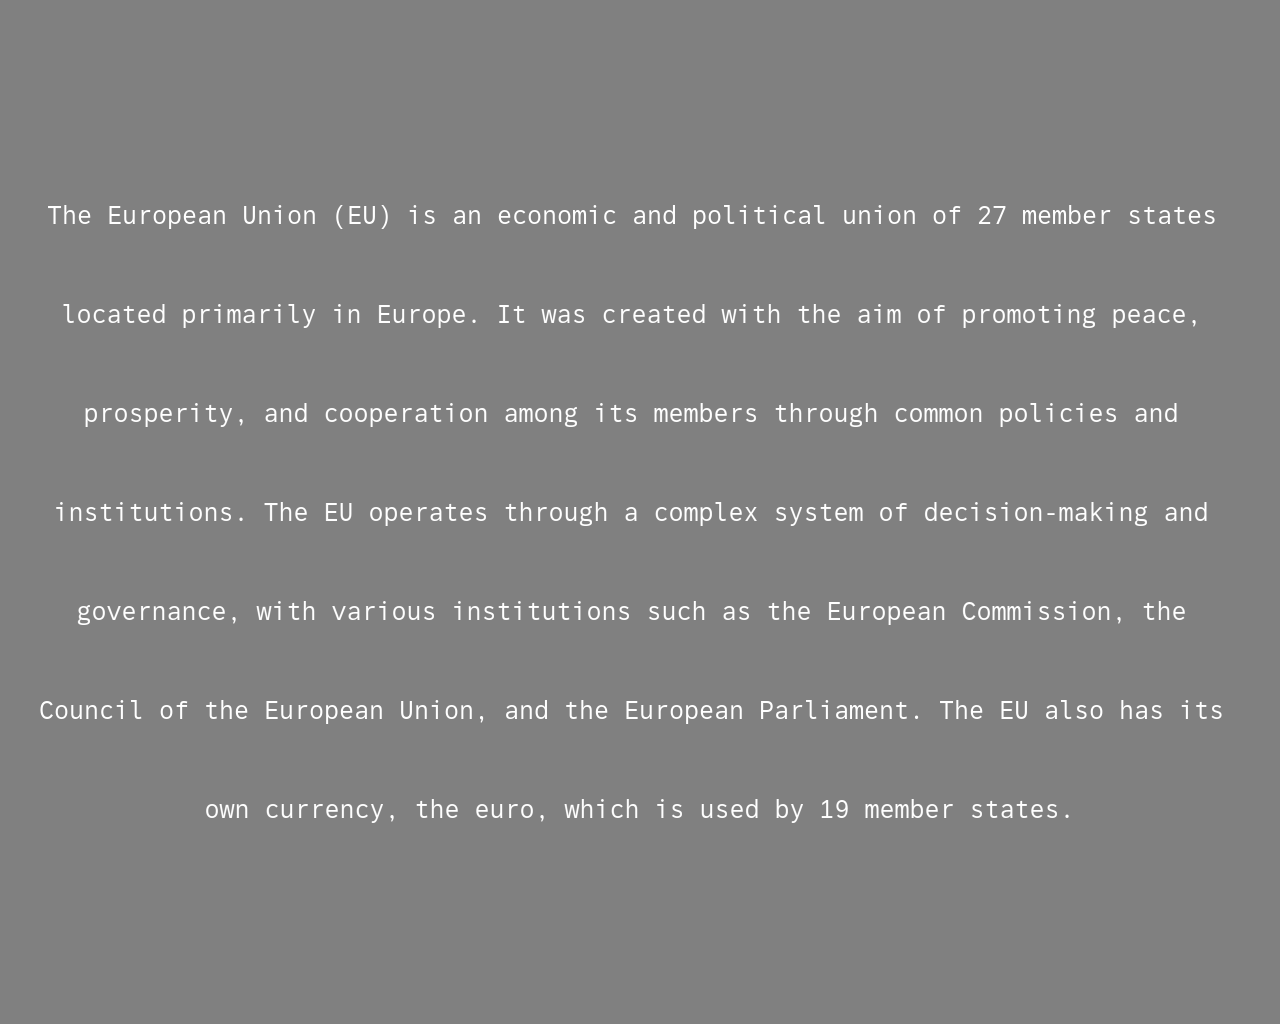 The European Union (EU) is an economic and political union of 27 member states
located primarily in Europe. It was created with the aim of promoting peace,
prosperity, and cooperation among its members through common policies and
institutions. The EU operates through a complex system of decision-making and
governance, with various institutions such as the European Commission, the
Council of the European Union, and the European Parliament. The EU also has its
own currency, the euro, which is used by 19 member states.